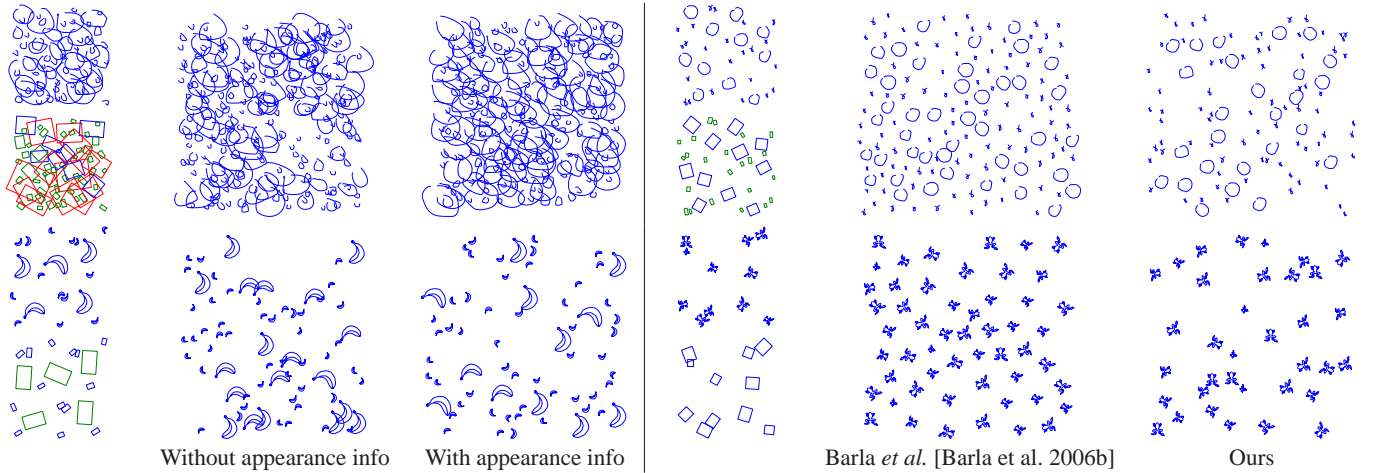 Without appearance info
With appearance info
Barla et al. [Barla et al. 2006b]
Ours